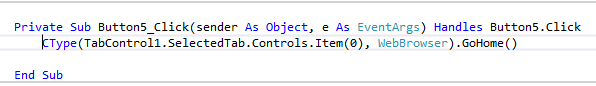 Private Sub Button5_Click(sender As Object, e As EventArgs) Handles Button5.Click
CType(TabControl1.SelectedTab.Controls.Item(0), WebBrowser).GoHome()
End Sub